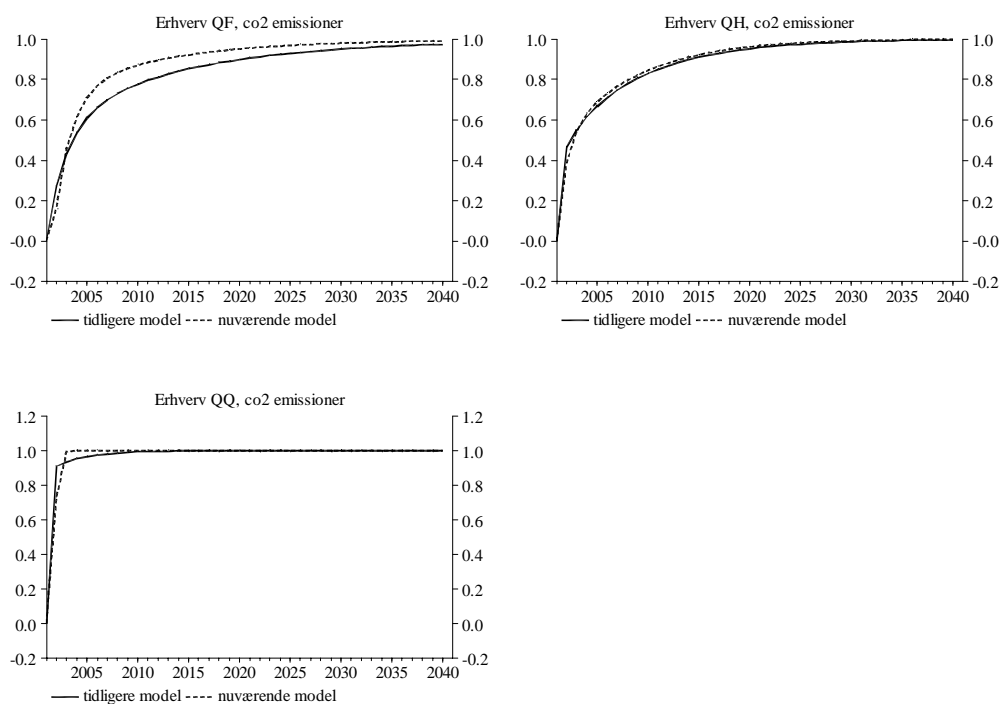 Erhverv QF, co2 emissioner
1.0 1.0
0.8 0.8
0.6 0.6
0.4 0.4
0.2 0.2
-0.0 -0.0
-0.2 -0.2
2005 2010 2015 2020 2025 2030 2035 2040
tidligere model nuværende model
Erhverv QH, co2 emissioner
1.0 1.0
0.8 0.8
0.6 0.6
0.4 0.4
0.2 0.2
-0.0 -0.0
-0.2 -0.2
2005 2010 2015 2020 2025 2030 2035 2040
tidligere model nuværende model
Erhverv QQ, co2 emissioner
1.2 1.2
1.0 1.0
0.8 0.8
0.6 0.6
0.4 0.4
0.2 0.2
0.0 0.0
-0.2 -0.2
2005 2010 2015 2020 2025 2030 2035 2040
tidligere model nuværende model